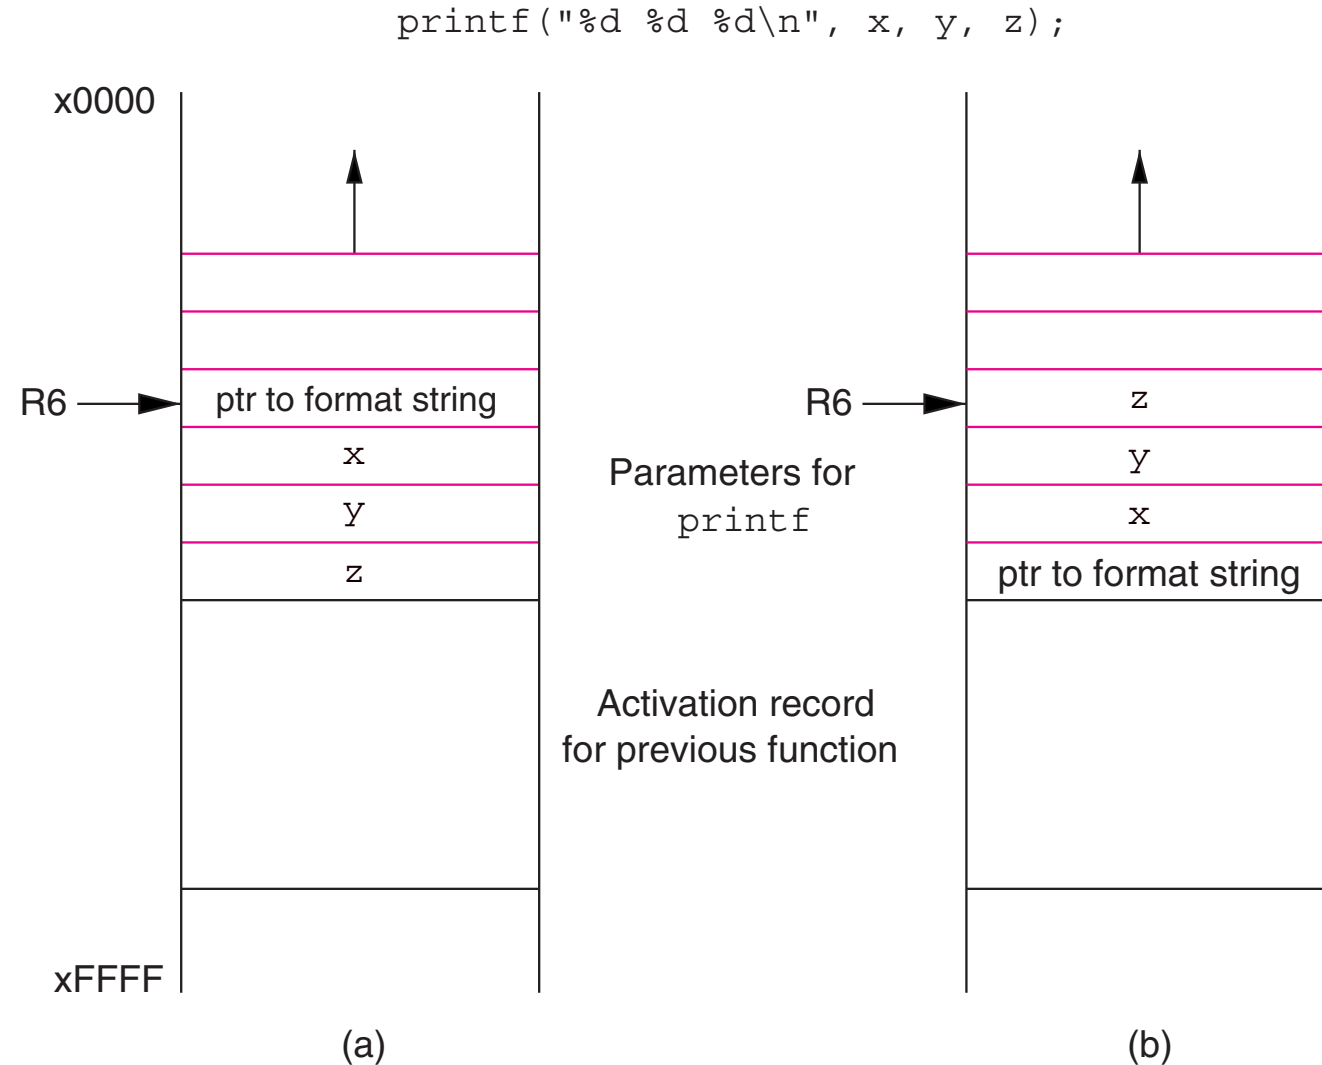 printf("%d %d %d\n", x, y, z);
x0000
R6
ptr to format string
x
y
z
Parameters for
printf
Activation record
for previous function
R6
z
y
x
ptr to format string
xFFFF
(a)
(b)